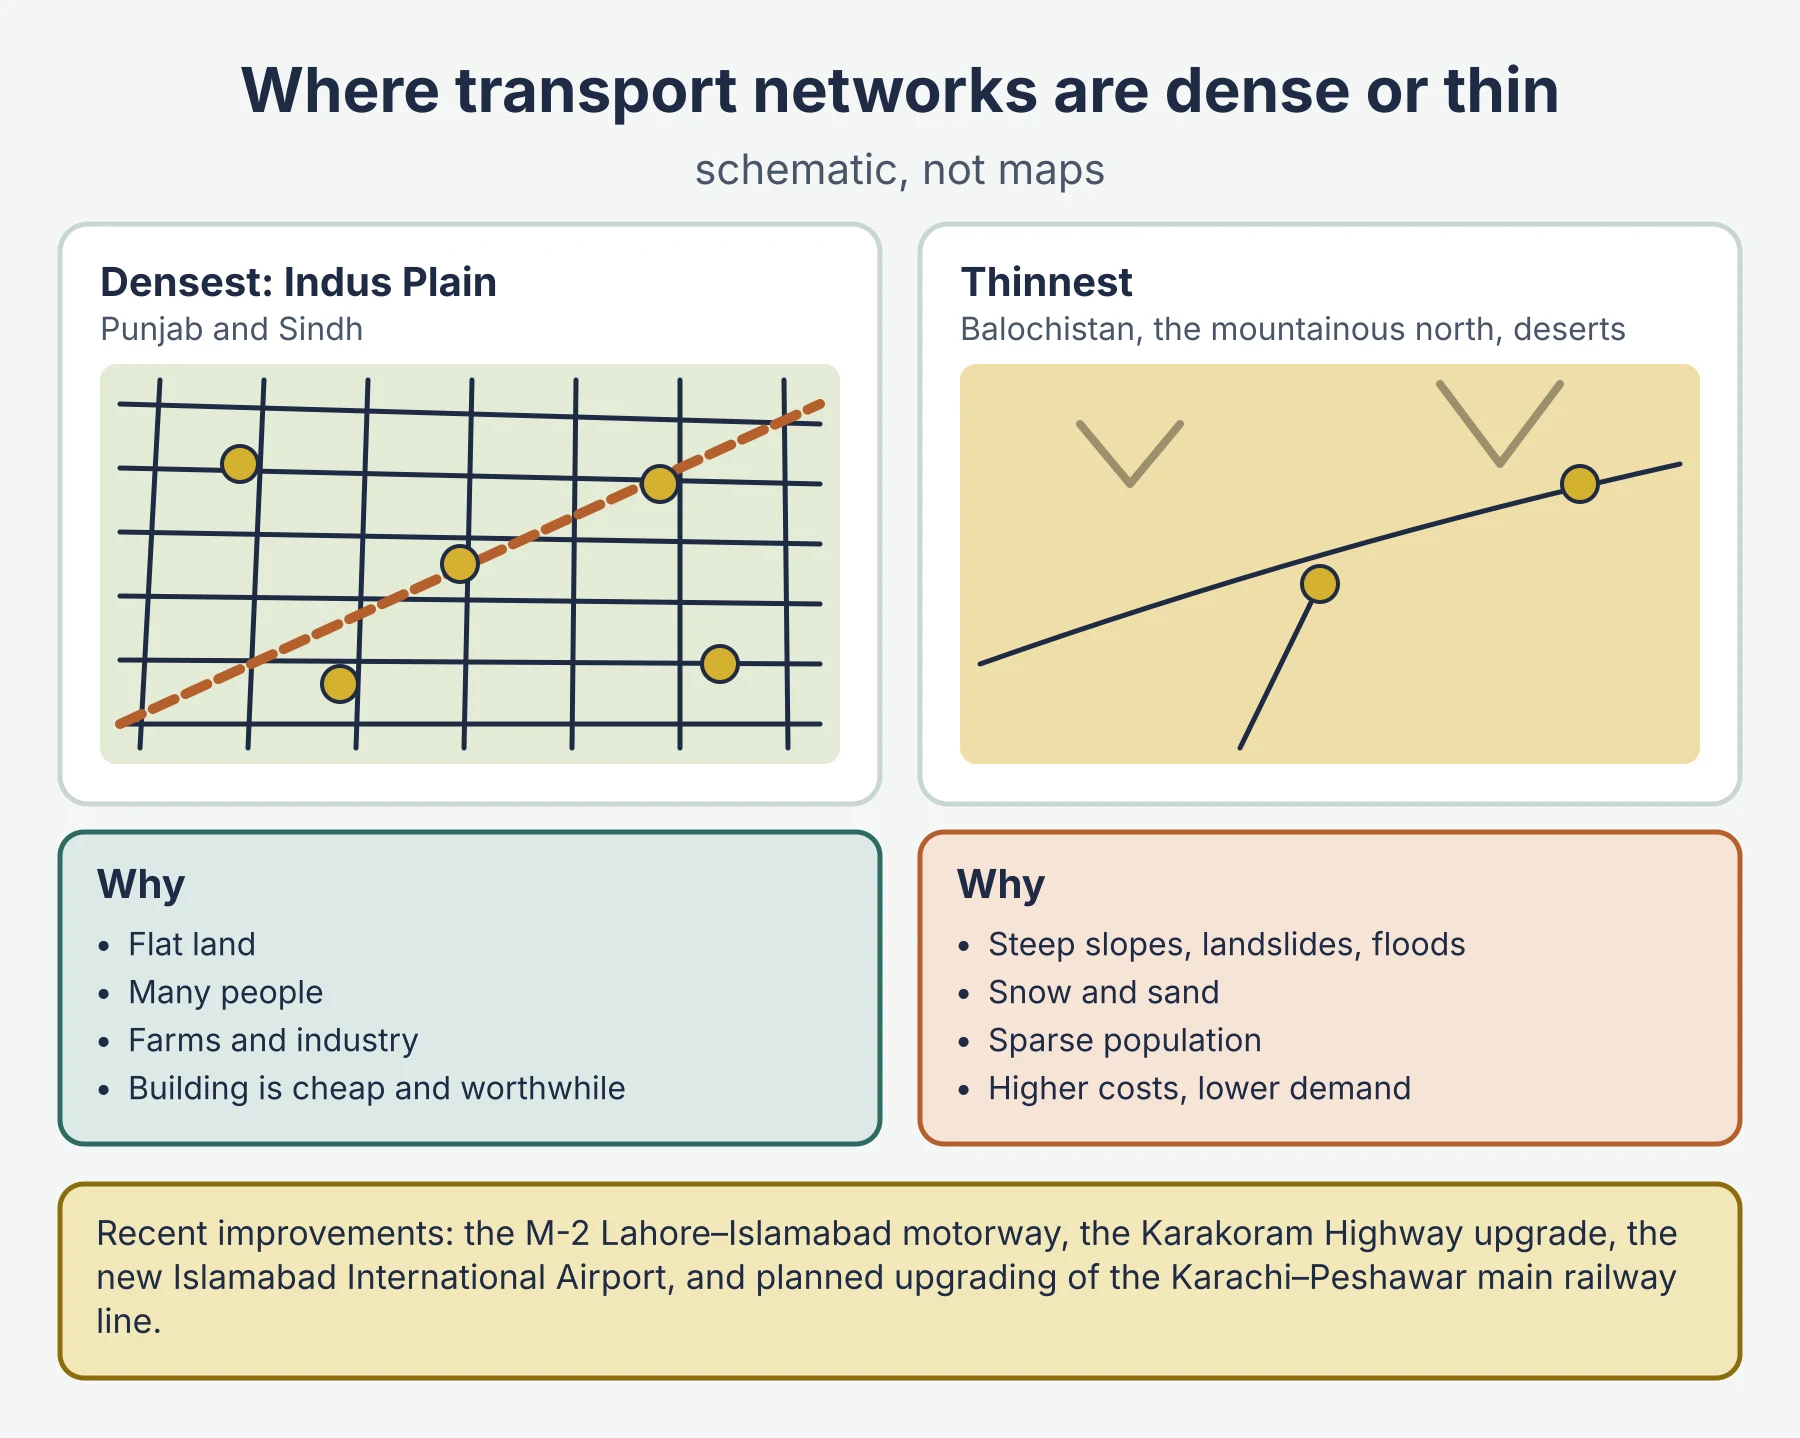 Where transport networks are dense or thin
schematic, not maps
Densest: Indus Plain
Punjab and Sindh
Thinnest
Balochistan, the mountainous north, deserts
Why
• Flat land
• Many people
• Farms and industry
• Building is cheap and worthwhile
Why
• Steep slopes, landslides, floods
• Snow and sand
• Sparse population
• Higher costs, lower demand
Recent improvements: the M-2 Lahore–Islamabad motorway, the Karakoram Highway upgrade, the
new Islamabad International Airport, and planned upgrading of the Karachi–Peshawar main railway
line.